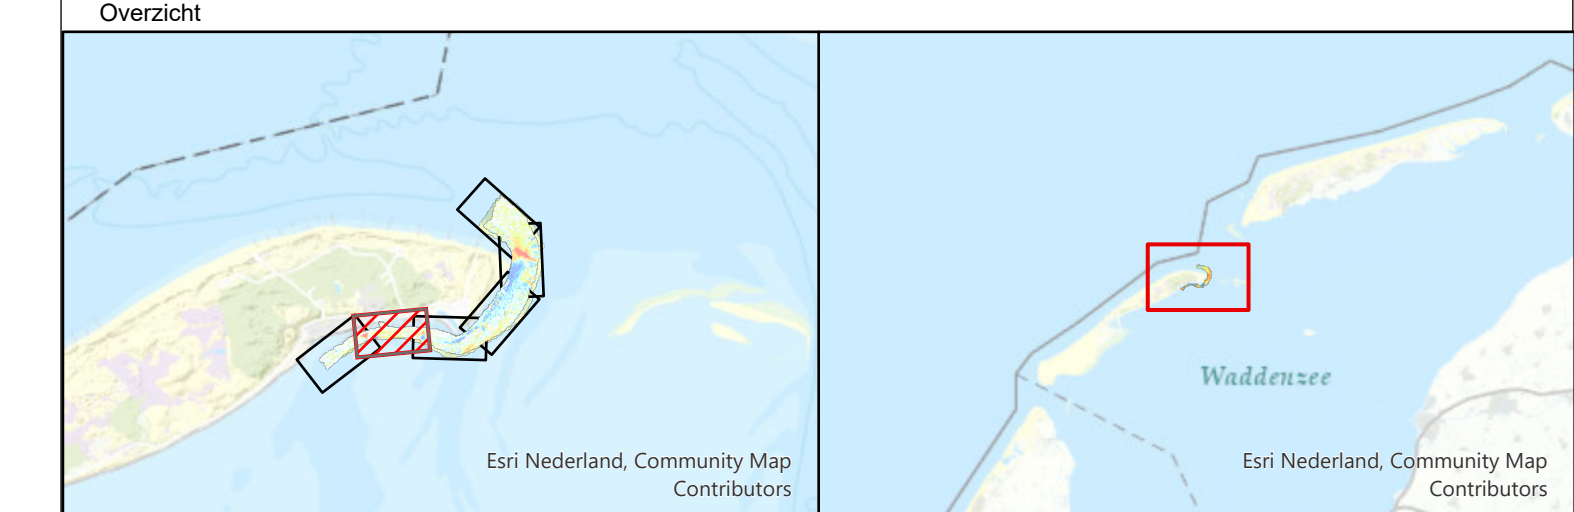 Overzicht
Esri Nederland, Community Map
Contributors
Waddenzee
Esri Nederland, Community Map
Contributors